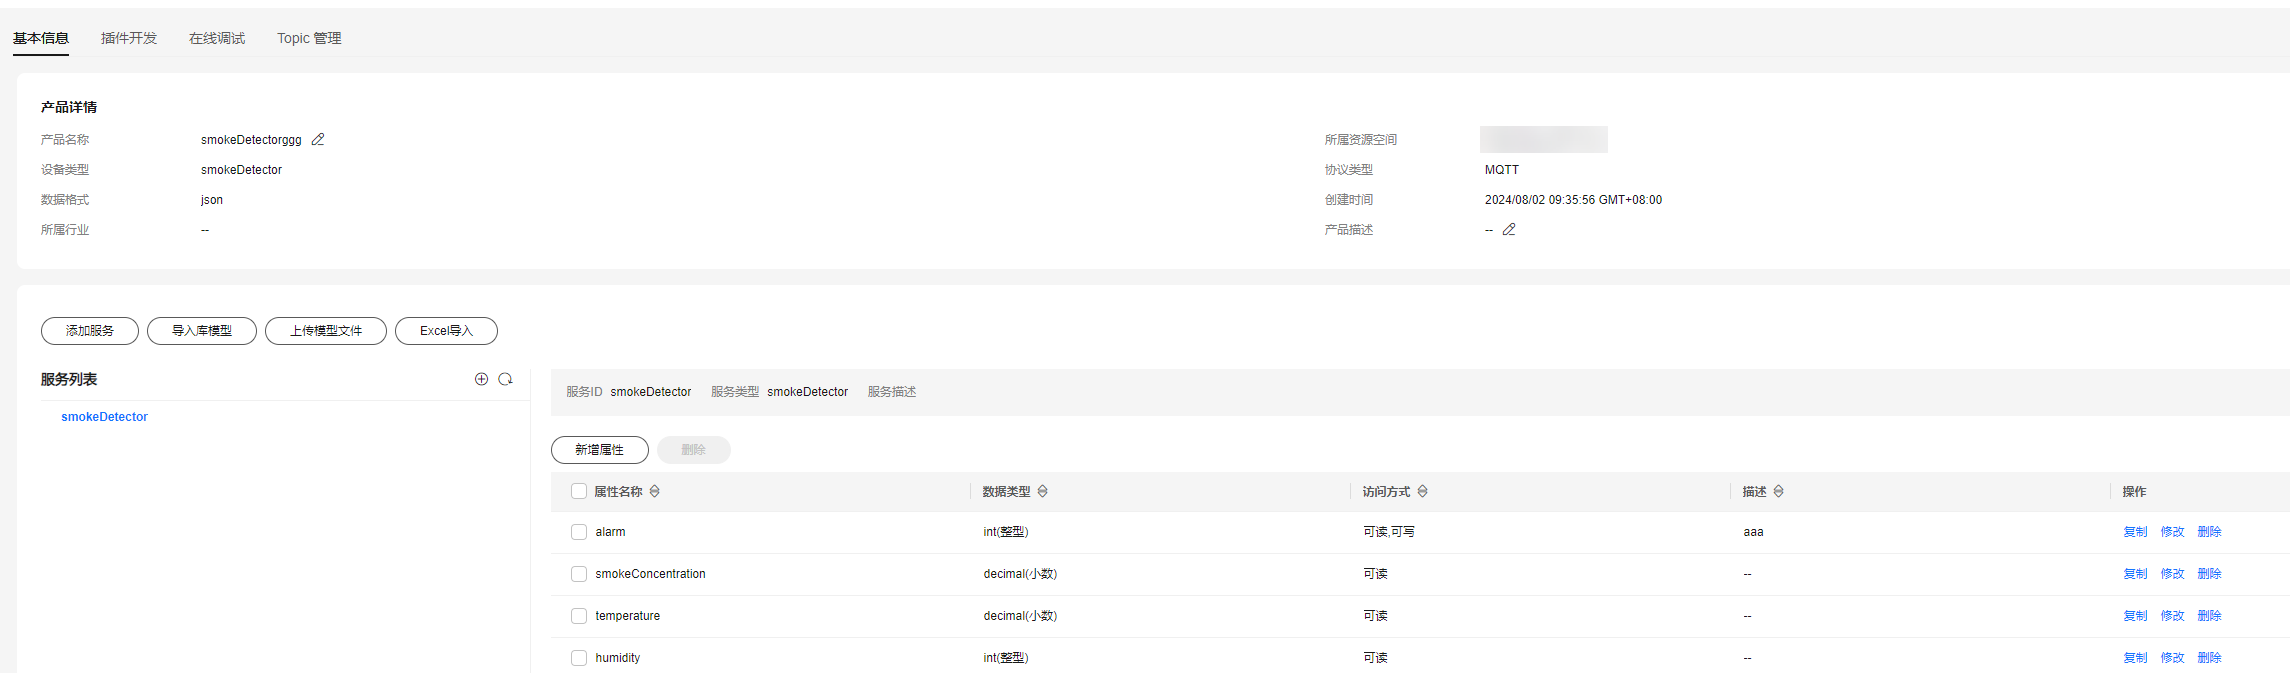 基本信息 插件开发 在线调试 Topic 管理
产品详情
产品名称 smokeDetectorggg 所属资源空间
设备类型 smokeDetector 协议类型 MQTT
数据格式 json 创建时间 2024/08/02 09:35:56 GMT+08:00
所属行业 -- 产品描述 --
添加服务 导入库模型 上传模型文件 Excel导入
服务列表
smokeDetector
服务ID smokeDetector 服务类型 smokeDetector 服务描述
新增属性 删除
属性名称 数据类型 访问方式 描述 操作
alarm int(整型) 可读,可写 aaa 复制 修改 删除
smokeConcentration decimal(小数) 可读 -- 复制 修改 删除
temperature decimal(小数) 可读 -- 复制 修改 删除
humidity int(整型) 可读 -- 复制 修改 删除